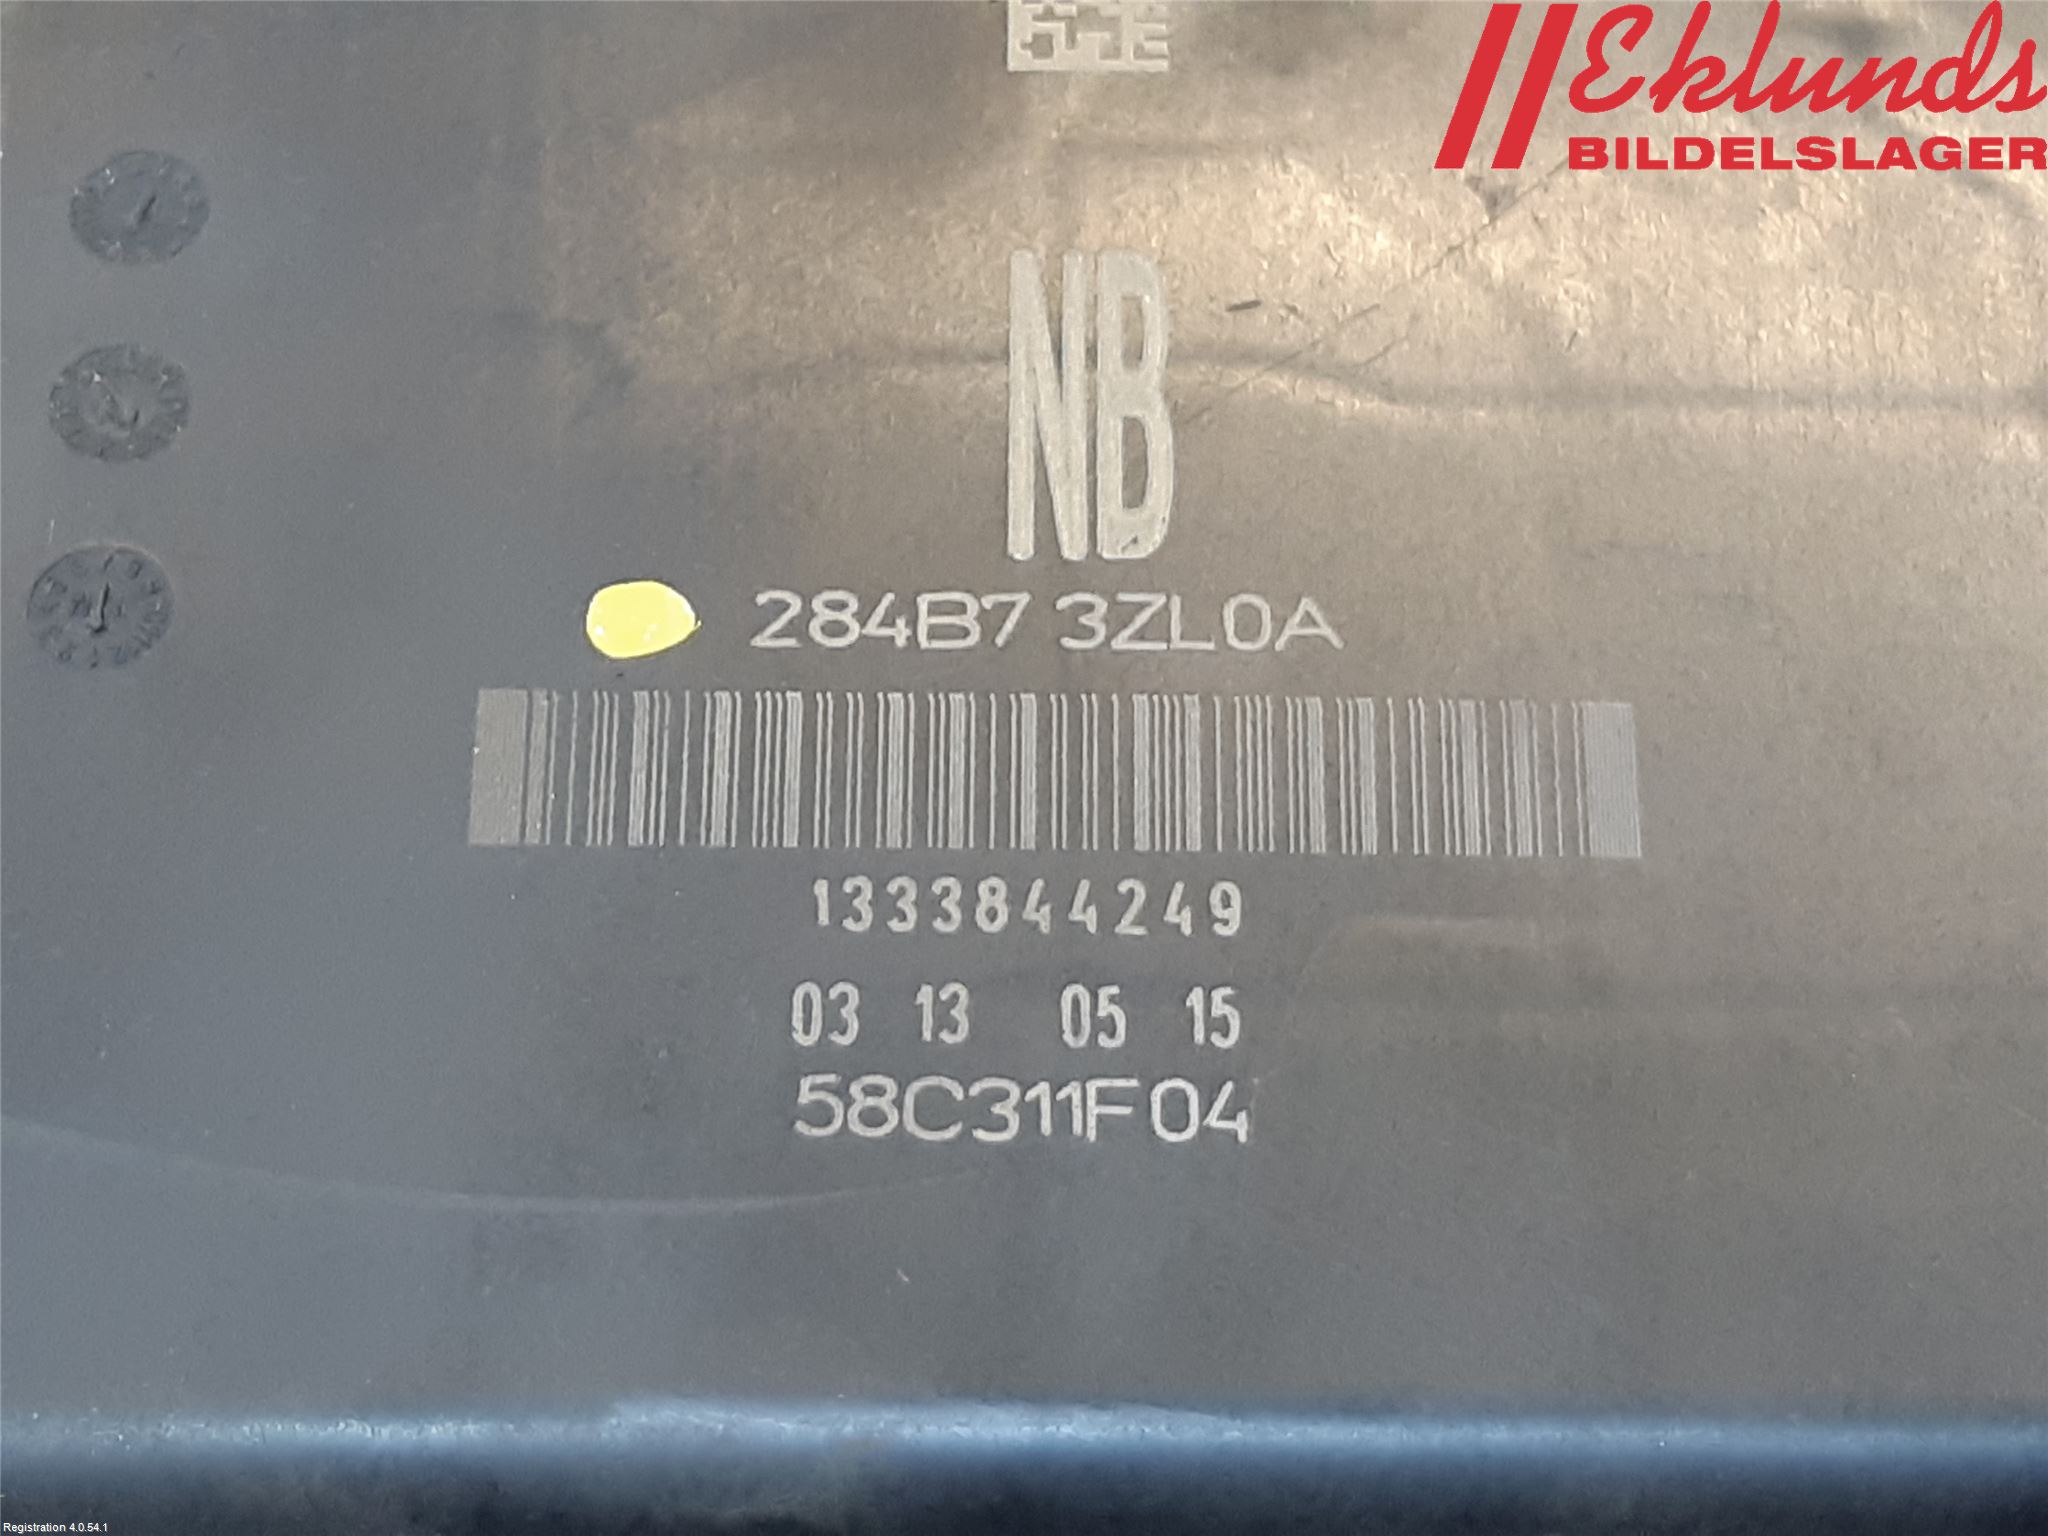 Eklunds
BILDELSLAGER
NB
284B7 3ZL0A
1333844249
03 13 05 15
58C311F04
Registration 4.0.54.1